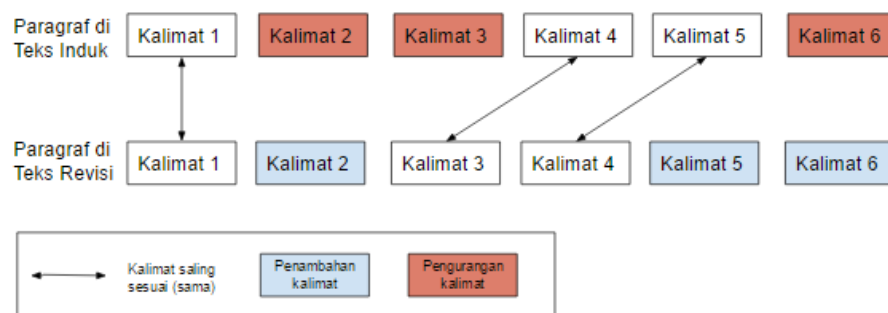 Paragraf di
Teks Induk
Kalimat 1
Kalimat 2
Kalimat 3
Kalimat 4
Kalimat 5
Kalimat 6
Paragraf di
Teks Revisi
Kalimat 1
Kalimat 2
Kalimat 3
Kalimat 4
Kalimat 5
Kalimat 6
Kalimat saling
sesuai (sama)
Penambahan
kalimat
Pengurangan
kalimat